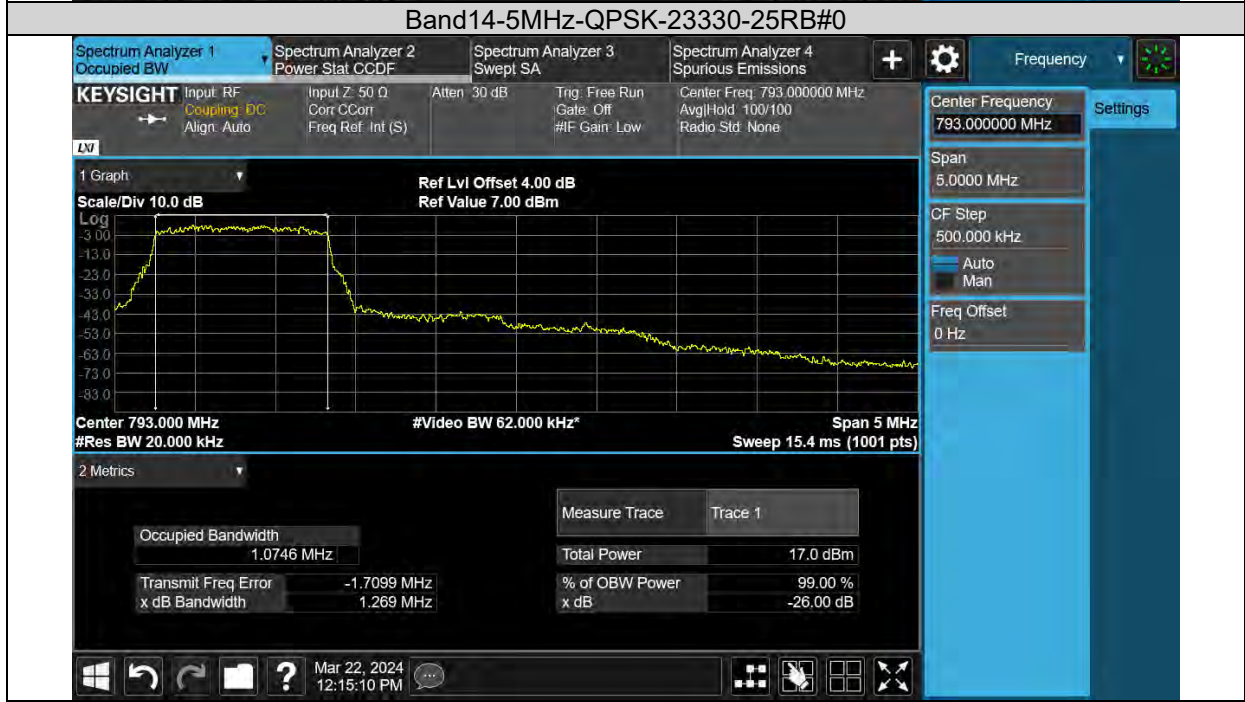 Band14-5MHz-QPSK-23330-25RB#0
Spectrum Analyzer 1
Occupied BW
Spectrum Analyzer 2
Power Stat CCDF
Spectrum Analyzer 3
Swept SA
Spectrum Analyzer 4
Spurious Emissions
+
Frequency
KEYSIGHT
LXI
Input: RF
Coupling: DC
Align: Auto
Input Z: 50 Ω
Corr CCorr
Freq Ref: Int (S)
Atten: 30 dB
Trig: Free Run
Gate: Off
#IF Gain: Low
Center Freq: 793.000000 MHz
Avg|Hold: 100/100
Radio Std: None
Center Frequency
793.000000 MHz
Settings
Span
5.0000 MHz
CF Step
500.000 kHz
Auto
Man
Freq Offset
0 Hz
1 Graph
Scale/Div 10.0 dB
Ref Lvl Offset 4.00 dB
Ref Value 7.00 dBm
Log
-3.00
-13.0
-23.0
-33.0
-43.0
-53.0
-63.0
-73.0
-83.0
Center 793.000 MHz
#Res BW 20.000 kHz
#Video BW 62.000 kHz*
Span 5 MHz
Sweep 15.4 ms (1001 pts)
2 Metrics
Measure Trace Trace 1
Occupied Bandwidth
1.0746 MHz
Total Power 17.0 dBm
Transmit Freq Error -1.7099 MHz
% of OBW Power 99.00 %
x dB Bandwidth 1.269 MHz
x dB -26.00 dB
?
Mar 22, 2024
12:15:10 PM